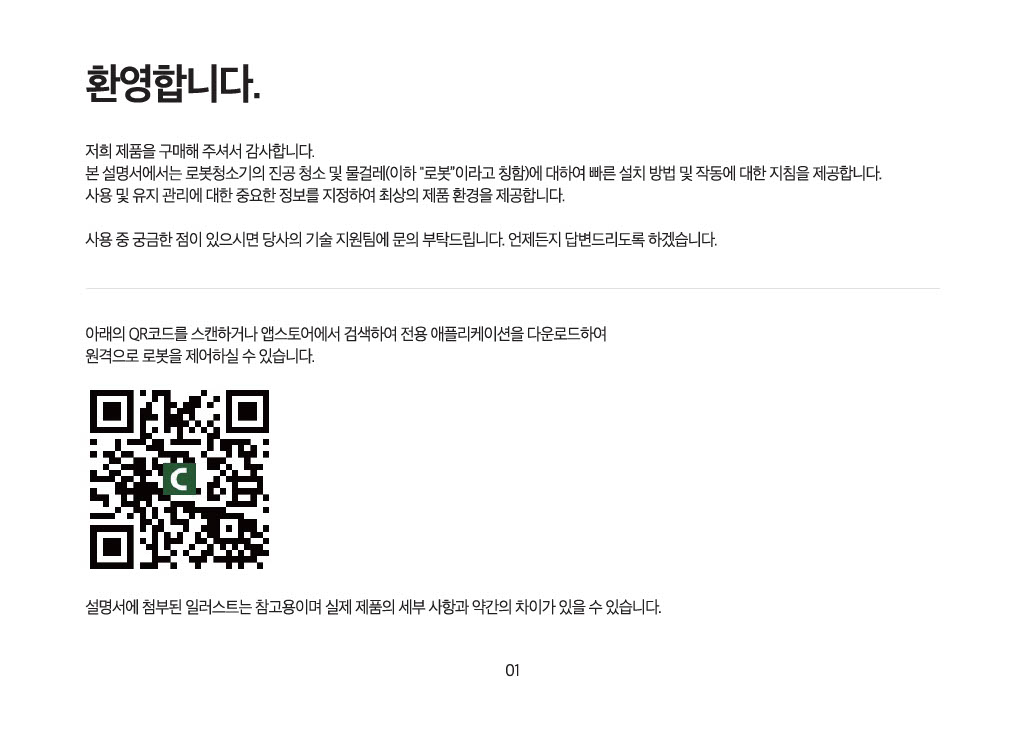 환영합니다.
저희 제품을 구매해 주셔서 감사합니다.
본 설명서에서는 로봇청소기의 진공 청소 및 물걸레(이하 "로봇"이라고 칭함)에 대하여 빠른 설치 방법 및 작동에 대한 지침을 제공합니다.
사용 및 유지 관리에 대한 중요한 정보를 지정하여 최상의 제품 환경을 제공합니다.
사용 중 궁금한 점이 있으시면 당사의 기술 지원팀에 문의 부탁드립니다. 언제든지 답변드리도록 하겠습니다.
아래의 QR코드를 스캔하거나 앱스토어에서 검색하여 전용 애플리케이션을 다운로드하여
원격으로 로봇을 제어하실 수 있습니다.
C
설명서에 첨부된 일러스트는 참고용이며 실제 제품의 세부 사항과 약간의 차이가 있을 수 있습니다.
01